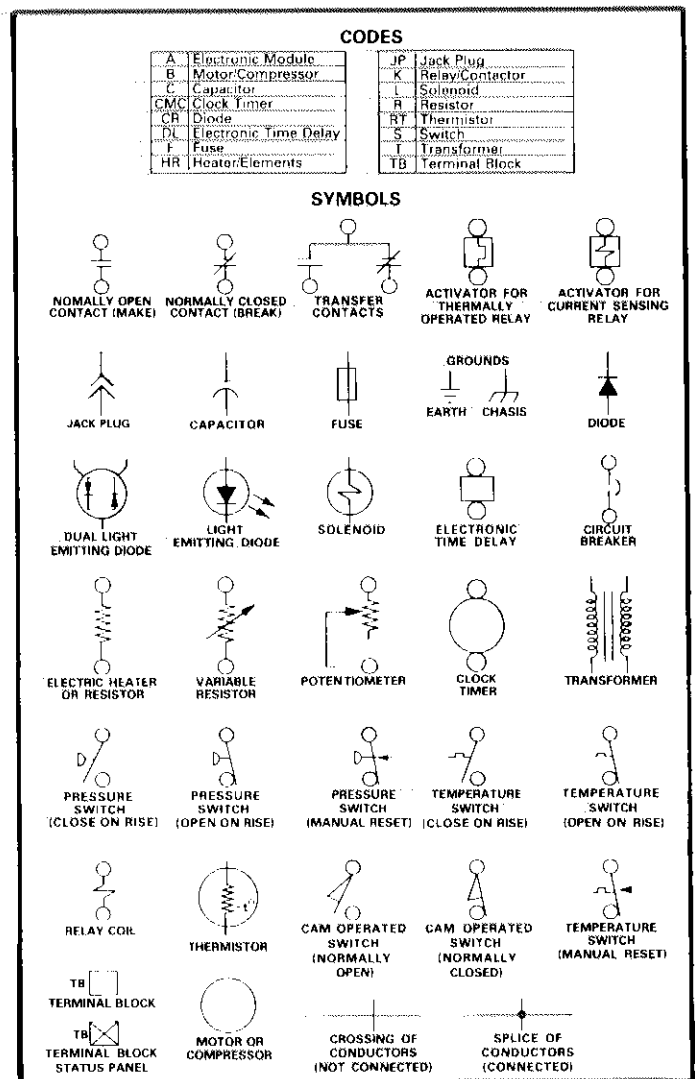 CODES
A Electronic Module
B Motor/Compressor
C Capacitor
CMC Clock Timer
CR Diode
DL Electronic Time Delay
F Fuse
HR Heater/Elements
JP Jack Plug
K Relay/Contactor
L Solenoid
R Resistor
RT Thermistor
S Switch
T Transformer
TB Terminal Block
SYMBOLS
NOMALLY OPEN
CONTACT (MAKE)
NORMALLY CLOSED
CONTACT (BREAK)
TRANSFER
CONTACTS
ACTIVATOR FOR
THERMALLY
OPERATED RELAY
ACTIVATOR FOR
CURRENT SENSING
RELAY
JACK PLUG
CAPACITOR
FUSE
GROUNDS
EARTH CHASIS
DIODE
DUAL LIGHT
EMITTING DIODE
LIGHT
EMITTING DIODE
SOLENOID
ELECTRONIC
TIME DELAY
CIRCUIT
BREAKER
ELECTRIC HEATER
OR RESISTOR
VARIABLE
RESISTOR
POTENTIOMETER
CLOCK
TIMER
TRANSFORMER
PRESSURE
SWITCH
(CLOSE ON RISE)
PRESSURE
SWITCH
(OPEN ON RISE)
PRESSURE
SWITCH
(MANUAL RESET)
TEMPERATURE
SWITCH
(CLOSE ON RISE)
TEMPERATURE
SWITCH
(OPEN ON RISE)
RELAY COIL
-t°
THERMISTOR
CAM OPERATED
SWITCH
(NORMALLY
OPEN)
CAM OPERATED
SWITCH
(NORMALLY
CLOSED)
TEMPERATURE
SWITCH
(MANUAL RESET)
TB
TERMINAL BLOCK
TB
TERMINAL BLOCK
STATUS PANEL
MOTOR OR
COMPRESSOR
CROSSING OF
CONDUCTORS
(NOT CONNECTED)
SPLICE OF
CONDUCTORS
(CONNECTED)